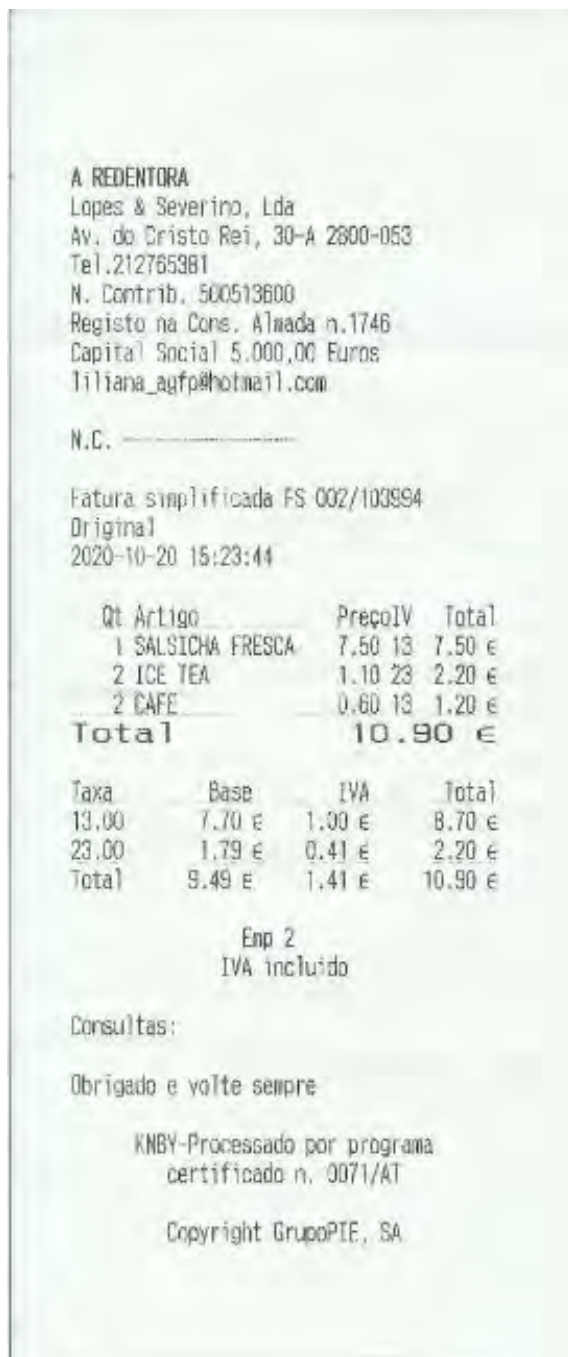 A REDENTORA
Lopes & Severino, Lda
Av. do Cristo Rei, 30-A 2800-053
Tel.212765381
N. Contrib. 500513600
Registo na Cons. Almada n.1746
Capital Social 5.000,00 Euros
liliana_agfp@hotmail.com
N.C. --------------------
Fatura simplificada FS 002/103994
Original
2020-10-20 15:23:44
Qt Artigo PreçoIV Total
1 SALSICHA FRESCA 7.50 13 7.50 €
2 ICE TEA 1.10 23 2.20 €
2 CAFE 0.60 13 1.20 €
Total 10.90 €
Taxa Base IVA Total
13.00 7.70 € 1.00 € 8.70 €
23.00 1.79 € 0.41 € 2.20 €
Total 9.49 € 1.41 € 10.90 €
Emp 2
IVA incluido
Consultas:
Obrigado e volte sempre
KNBY-Processado por programa
certificado n. 0071/AT
Copyright GrupoPIE, SA